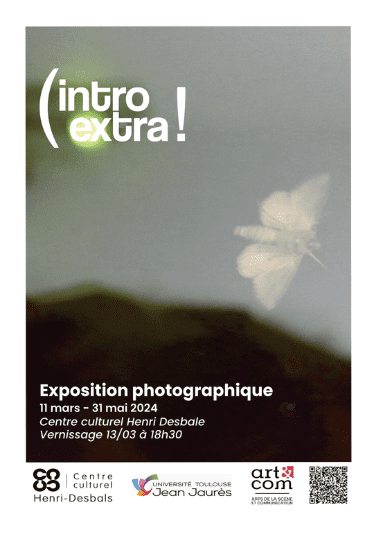 (intro
extra!
Exposition photographique
11 mars - 31 mai 2024
Centre culturel Henri Desbale
Vernissage 13/03 à 18h30
Centre
culturel
Henri-Desbals
UNIVERSITÉ TOULOUSE
Jean Jaurès
art&
com
ARTS DE LA SCÈNE
ET COMMUNICATION